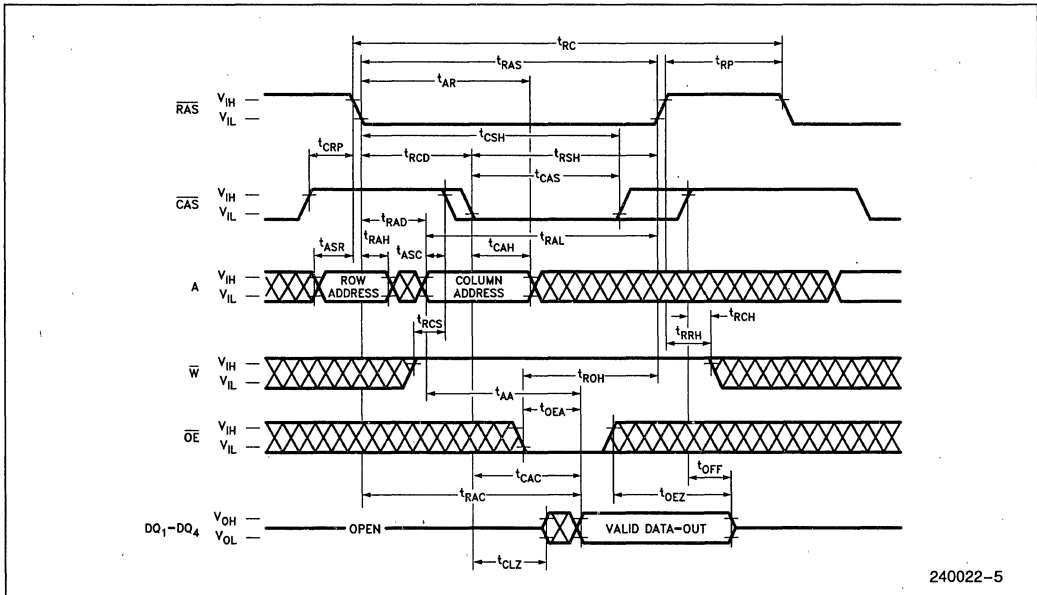 tRC
tRAS
tRP
tAR
RAS
VIH
VIL
tCSH
tCRP
tRCD
tRSH
tCAS
CAS
VIH
VIL
tRAD
tRAL
tASR
tRAH
tASC
tCAH
A
VIH
VIL
ROW
ADDRESS
COLUMN
ADDRESS
tRCS
tRCH
tRRH
W
VIH
VIL
tROH
tAA
tOEA
OE
VIH
VIL
tCAC
tOFF
tRAC
tOEZ
DQ1-DQ4
VOH
VOL
OPEN
VALID DATA-OUT
tCLZ
240022-5